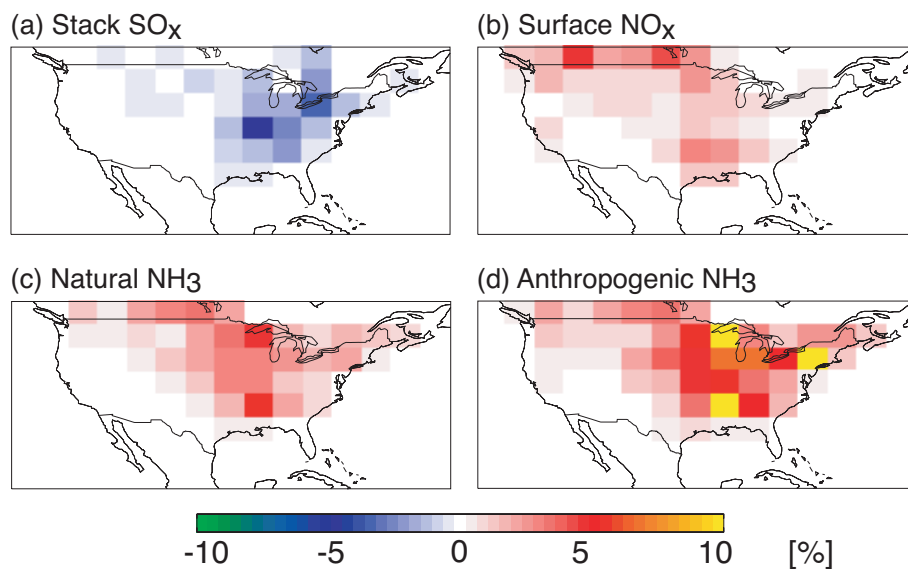 (a) Stack SOx
(b) Surface NOx
(c) Natural NH3
(d) Anthropogenic NH3
-10 -5 0 5 10 [%]